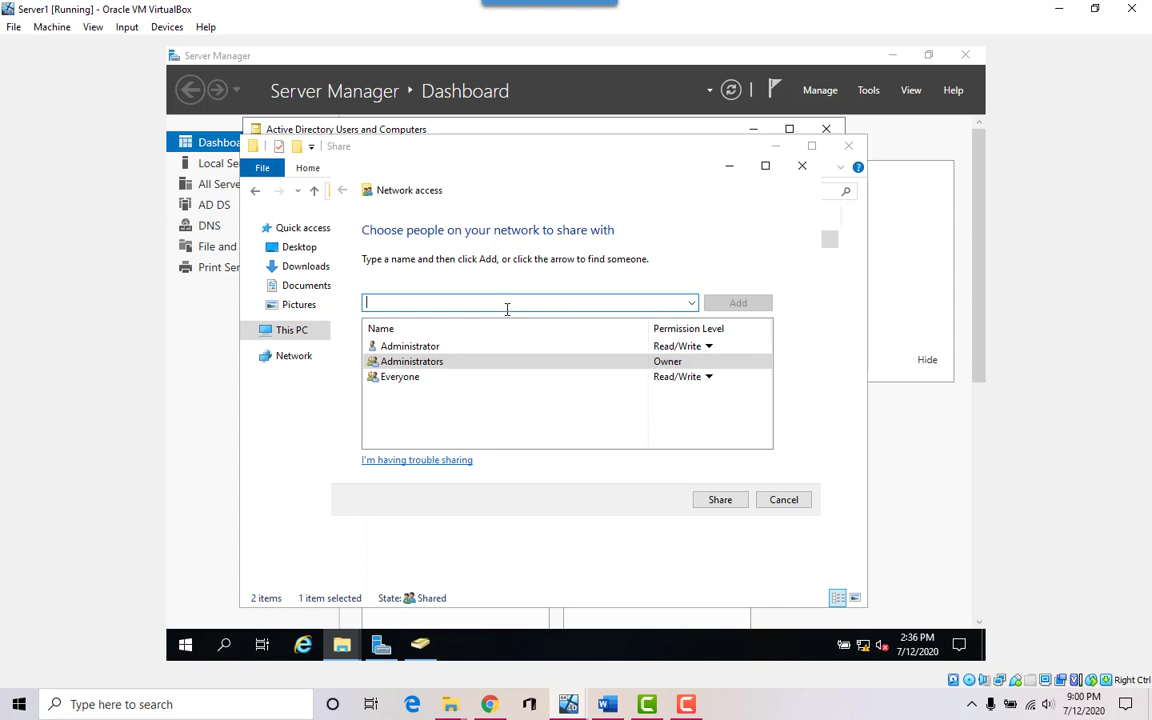 Server1 [Running] - Oracle VM VirtualBox
File Machine View Input Devices Help
Server Manager
Server Manager • Dashboard
Manage Tools View Help
Active Directory Users and Computers
Dashboa
Local Se
All Serve
AD DS
DNS
File and
Print Ser
Share
File Home
Network access
Quick access
Desktop
Downloads
Documents
Pictures
This PC
Network
Choose people on your network to share with
Type a name and then click Add, or click the arrow to find someone.
Add
Name Permission Level
Administrator Read/Write
Administrators Owner
Everyone Read/Write
I'm having trouble sharing
Share Cancel
Hide
2 items 1 item selected State: Shared
2:36 PM
7/12/2020
Right Ctrl
Type here to search
9:00 PM
7/12/2020